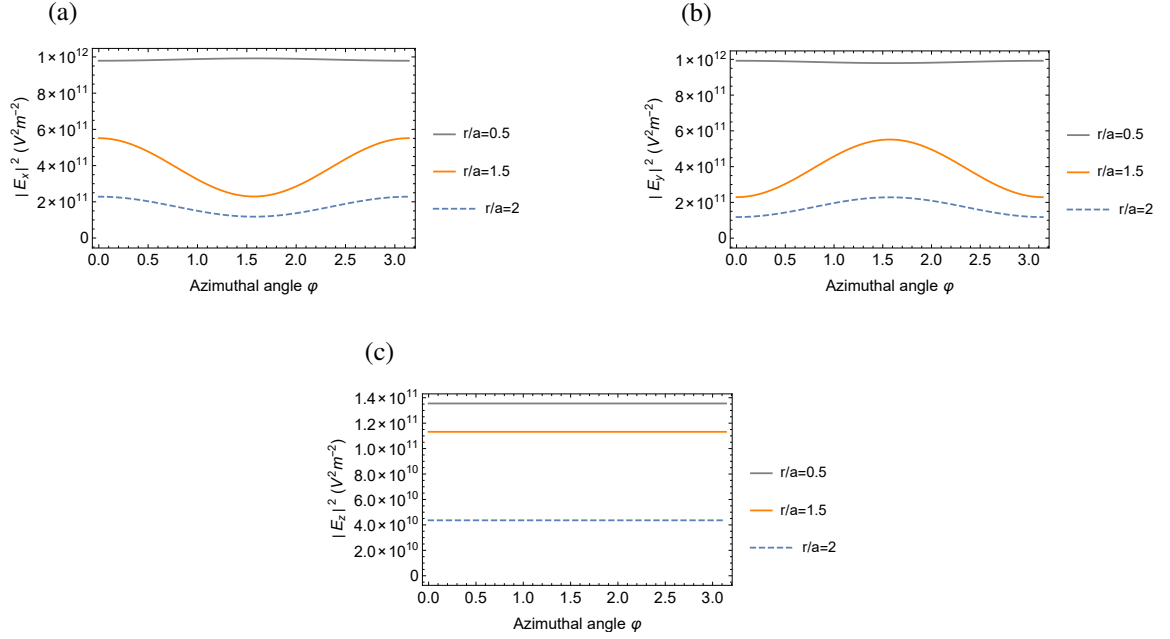 (a)
1×10¹²
8×10¹¹
6×10¹¹
4×10¹¹
2×10¹¹
0
|Eₓ|² (V²m⁻²)
0.0 0.5 1.0 1.5 2.0 2.5 3.0
Azimuthal angle φ
r/a=0.5
r/a=1.5
r/a=2
(b)
1×10¹²
8×10¹¹
6×10¹¹
4×10¹¹
2×10¹¹
0
|E_y|² (V²m⁻²)
0.0 0.5 1.0 1.5 2.0 2.5 3.0
Azimuthal angle φ
r/a=0.5
r/a=1.5
r/a=2
(c)
1.4×10¹¹
1.2×10¹¹
1.0×10¹¹
8.0×10¹⁰
6.0×10¹⁰
4.0×10¹⁰
2.0×10¹⁰
0
|E_z|² (V²m⁻²)
0.0 0.5 1.0 1.5 2.0 2.5 3.0
Azimuthal angle φ
r/a=0.5
r/a=1.5
r/a=2